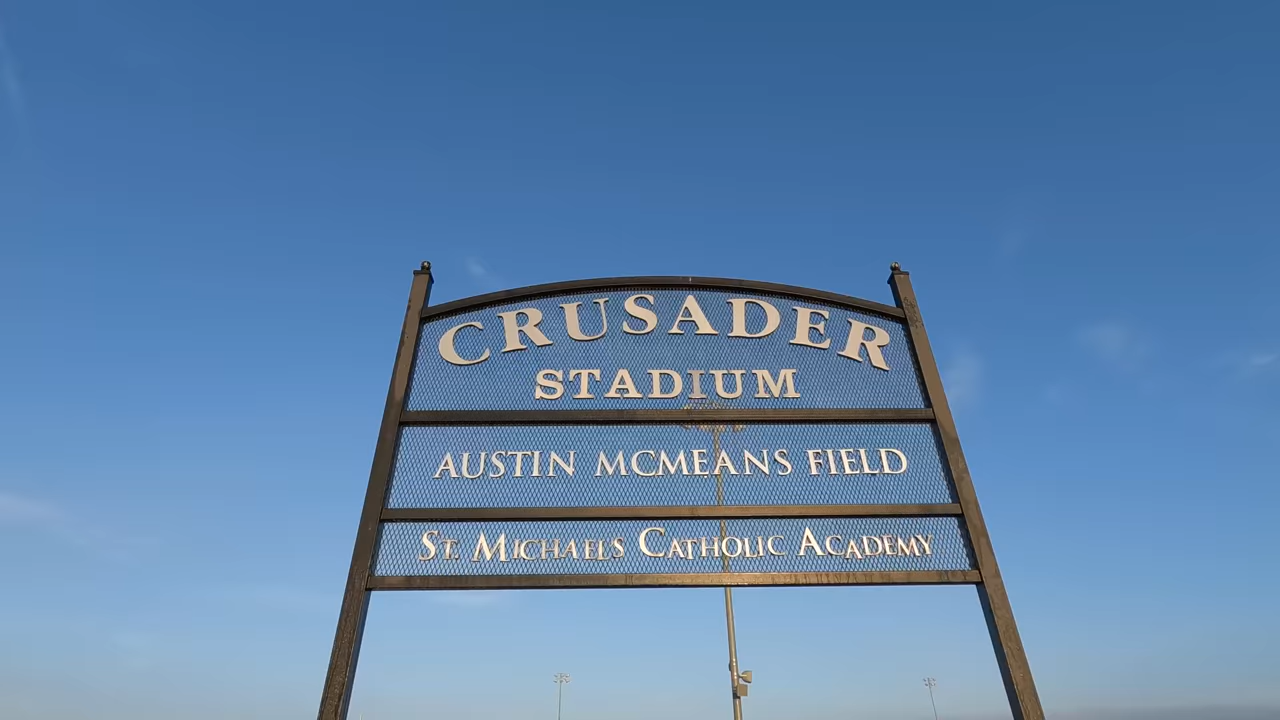 CRUSADER
STADIUM
AUSTIN MCMEANS FIELD
ST. MICHAEL'S CATHOLIC ACADEMY